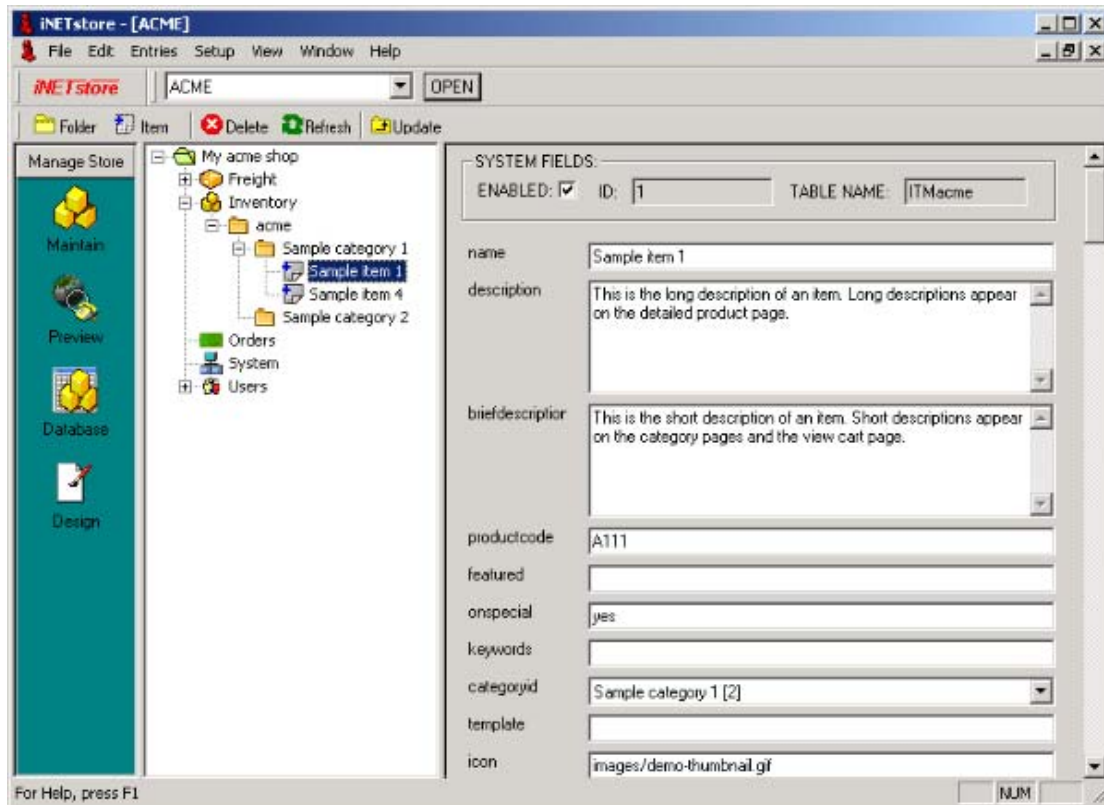 iNETstore - [ACME]
File Edit Entries Setup View Window Help
iNETstore ACME OPEN
Folder Item Delete Refresh Update
Manage Store
Maintain
Preview
Database
Design
My acme shop
Freight
Inventory
acme
Sample category 1
Sample item 1
Sample item 4
Sample category 2
Orders
System
Users
SYSTEM FIELDS:
ENABLED: ID: 1 TABLE NAME: ITMacme
name Sample item 1
description This is the long description of an item. Long descriptions appear
on the detailed product page.
briefdescription This is the short description of an item. Short descriptions appear
on the category pages and the view cart page.
productcode A111
featured
onspecial yes
keywords
categoryid Sample category 1 [2]
template
icon images/demo-thumbnail.gif
For Help, press F1 NUM